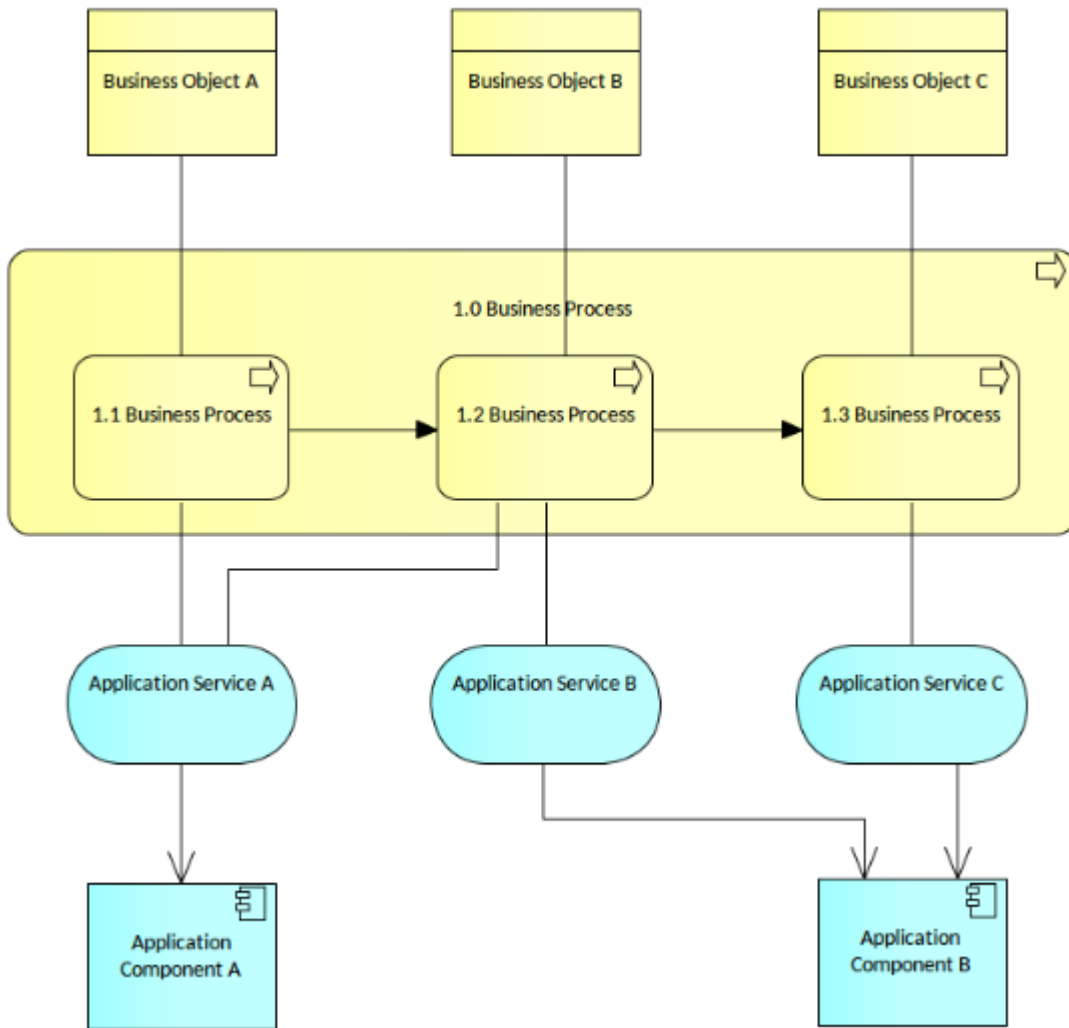 Business Object A
Business Object B
Business Object C
1.0 Business Process
1.1 Business Process
1.2 Business Process
1.3 Business Process
Application Service A
Application Service B
Application Service C
Application
Component A
Application
Component B